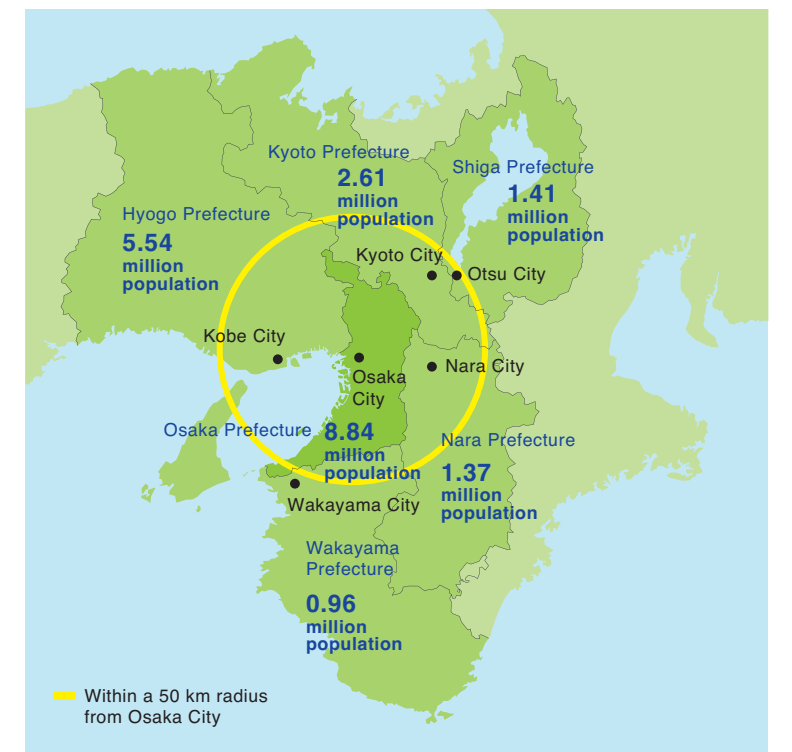 Kyoto Prefecture
2.61
million
population
Shiga Prefecture
1.41
million
population
Hyogo Prefecture
5.54
million
population
Kyoto City
Otsu City
Kobe City
Osaka
City
Nara City
Osaka Prefecture
8.84
million
population
Nara Prefecture
1.37
million
population
Wakayama City
Wakayama
Prefecture
0.96
million
population
Within a 50 km radius
from Osaka City